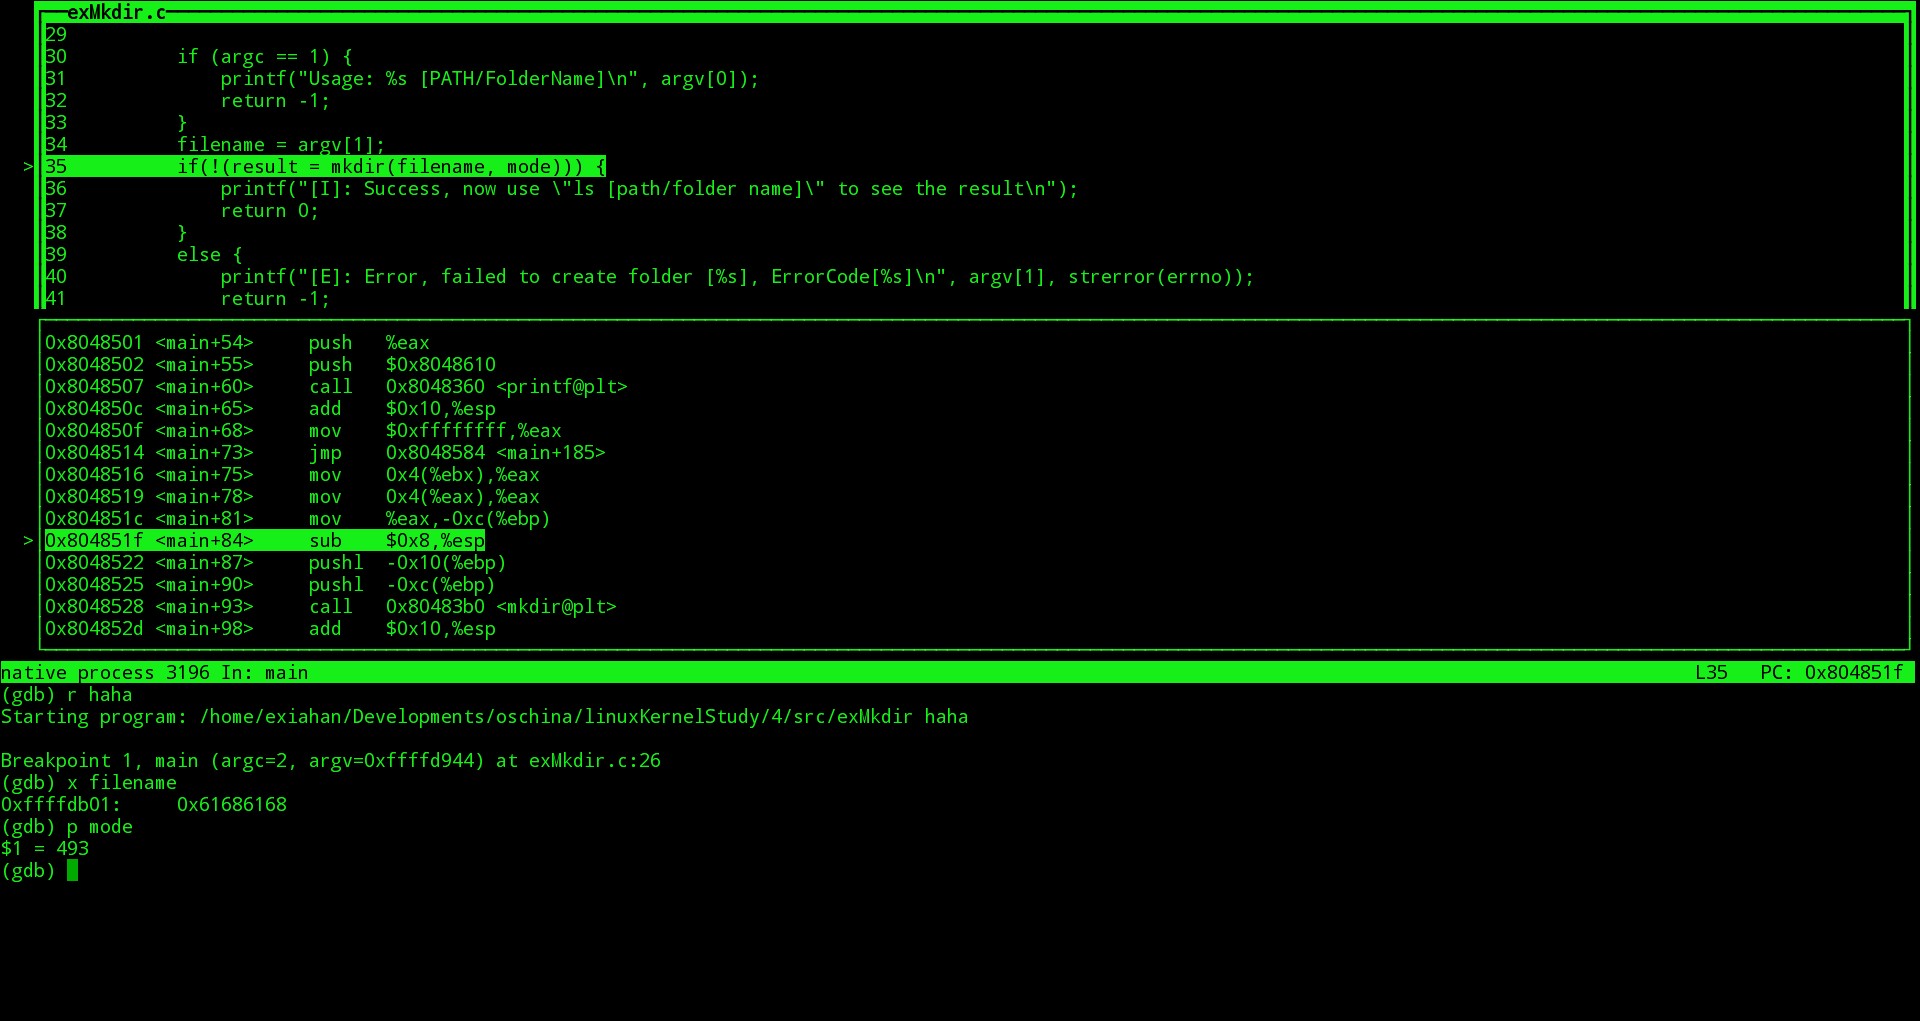 exMkdir.c
29
30          if (argc == 1) {
31              printf("Usage: %s [PATH/FolderName]\n", argv[0]);
32              return -1;
33          }
34          filename = argv[1];
>35          if(!(result = mkdir(filename, mode))) {
36              printf("[I]: Success, now use \"ls [path/folder name]\" to see the result\n");
37              return 0;
38          }
39          else {
40              printf("[E]: Error, failed to create folder [%s], ErrorCode[%s]\n", argv[1], strerror(errno));
41              return -1;
0x8048501 <main+54>     push   %eax
0x8048502 <main+55>     push   $0x8048610
0x8048507 <main+60>     call   0x8048360 <printf@plt>
0x804850c <main+65>     add    $0x10,%esp
0x804850f <main+68>     mov    $0xffffffff,%eax
0x8048514 <main+73>     jmp    0x8048584 <main+185>
0x8048516 <main+75>     mov    0x4(%ebx),%eax
0x8048519 <main+78>     mov    0x4(%eax),%eax
0x804851c <main+81>     mov    %eax,-0xc(%ebp)
>0x804851f <main+84>     sub    $0x8,%esp
0x8048522 <main+87>     pushl  -0x10(%ebp)
0x8048525 <main+90>     pushl  -0xc(%ebp)
0x8048528 <main+93>     call   0x80483b0 <mkdir@plt>
0x804852d <main+98>     add    $0x10,%esp
native process 3196 In: main                    L35   PC: 0x804851f
(gdb) r haha
Starting program: /home/exiahan/Developments/oschina/linuxKernelStudy/4/src/exMkdir haha
Breakpoint 1, main (argc=2, argv=0xffffd944) at exMkdir.c:26
(gdb) x filename
0xffffdb01:     0x61686168
(gdb) p mode
$1 = 493
(gdb)